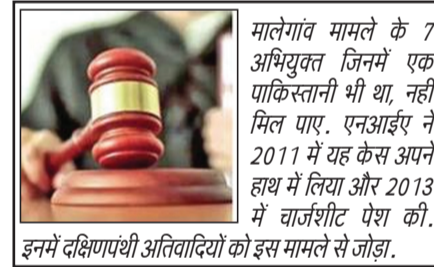 मालेगांव मामले के 7
अभियुक्त जिनमें एक
पाकिस्तानी भी था, नहीं
मिल पाए. एनआईए ने
2011 में यह केस अपने
हाथ में लिया और 2013
में चार्जशीट पेश की.
इनमें दक्षिणपंथी अतिवादियों को इस मामले से जोड़ा.